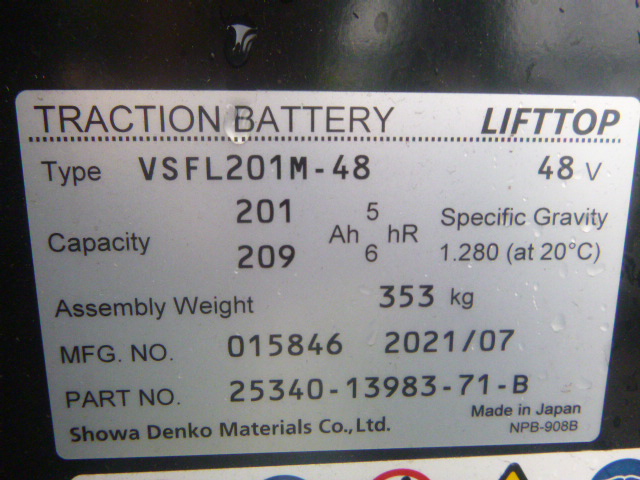 TRACTION BATTERY LIFTTOP
Type VSFL201M-48 48 V
Capacity 201 Ah 5 hR Specific Gravity
209 6 1.280 (at 20°C)
Assembly Weight 353 kg
MFG. NO. 015846 2021/07
PART NO. 25340-13983-71-B
Showa Denko Materials Co., Ltd. Made in Japan
NPB-908B